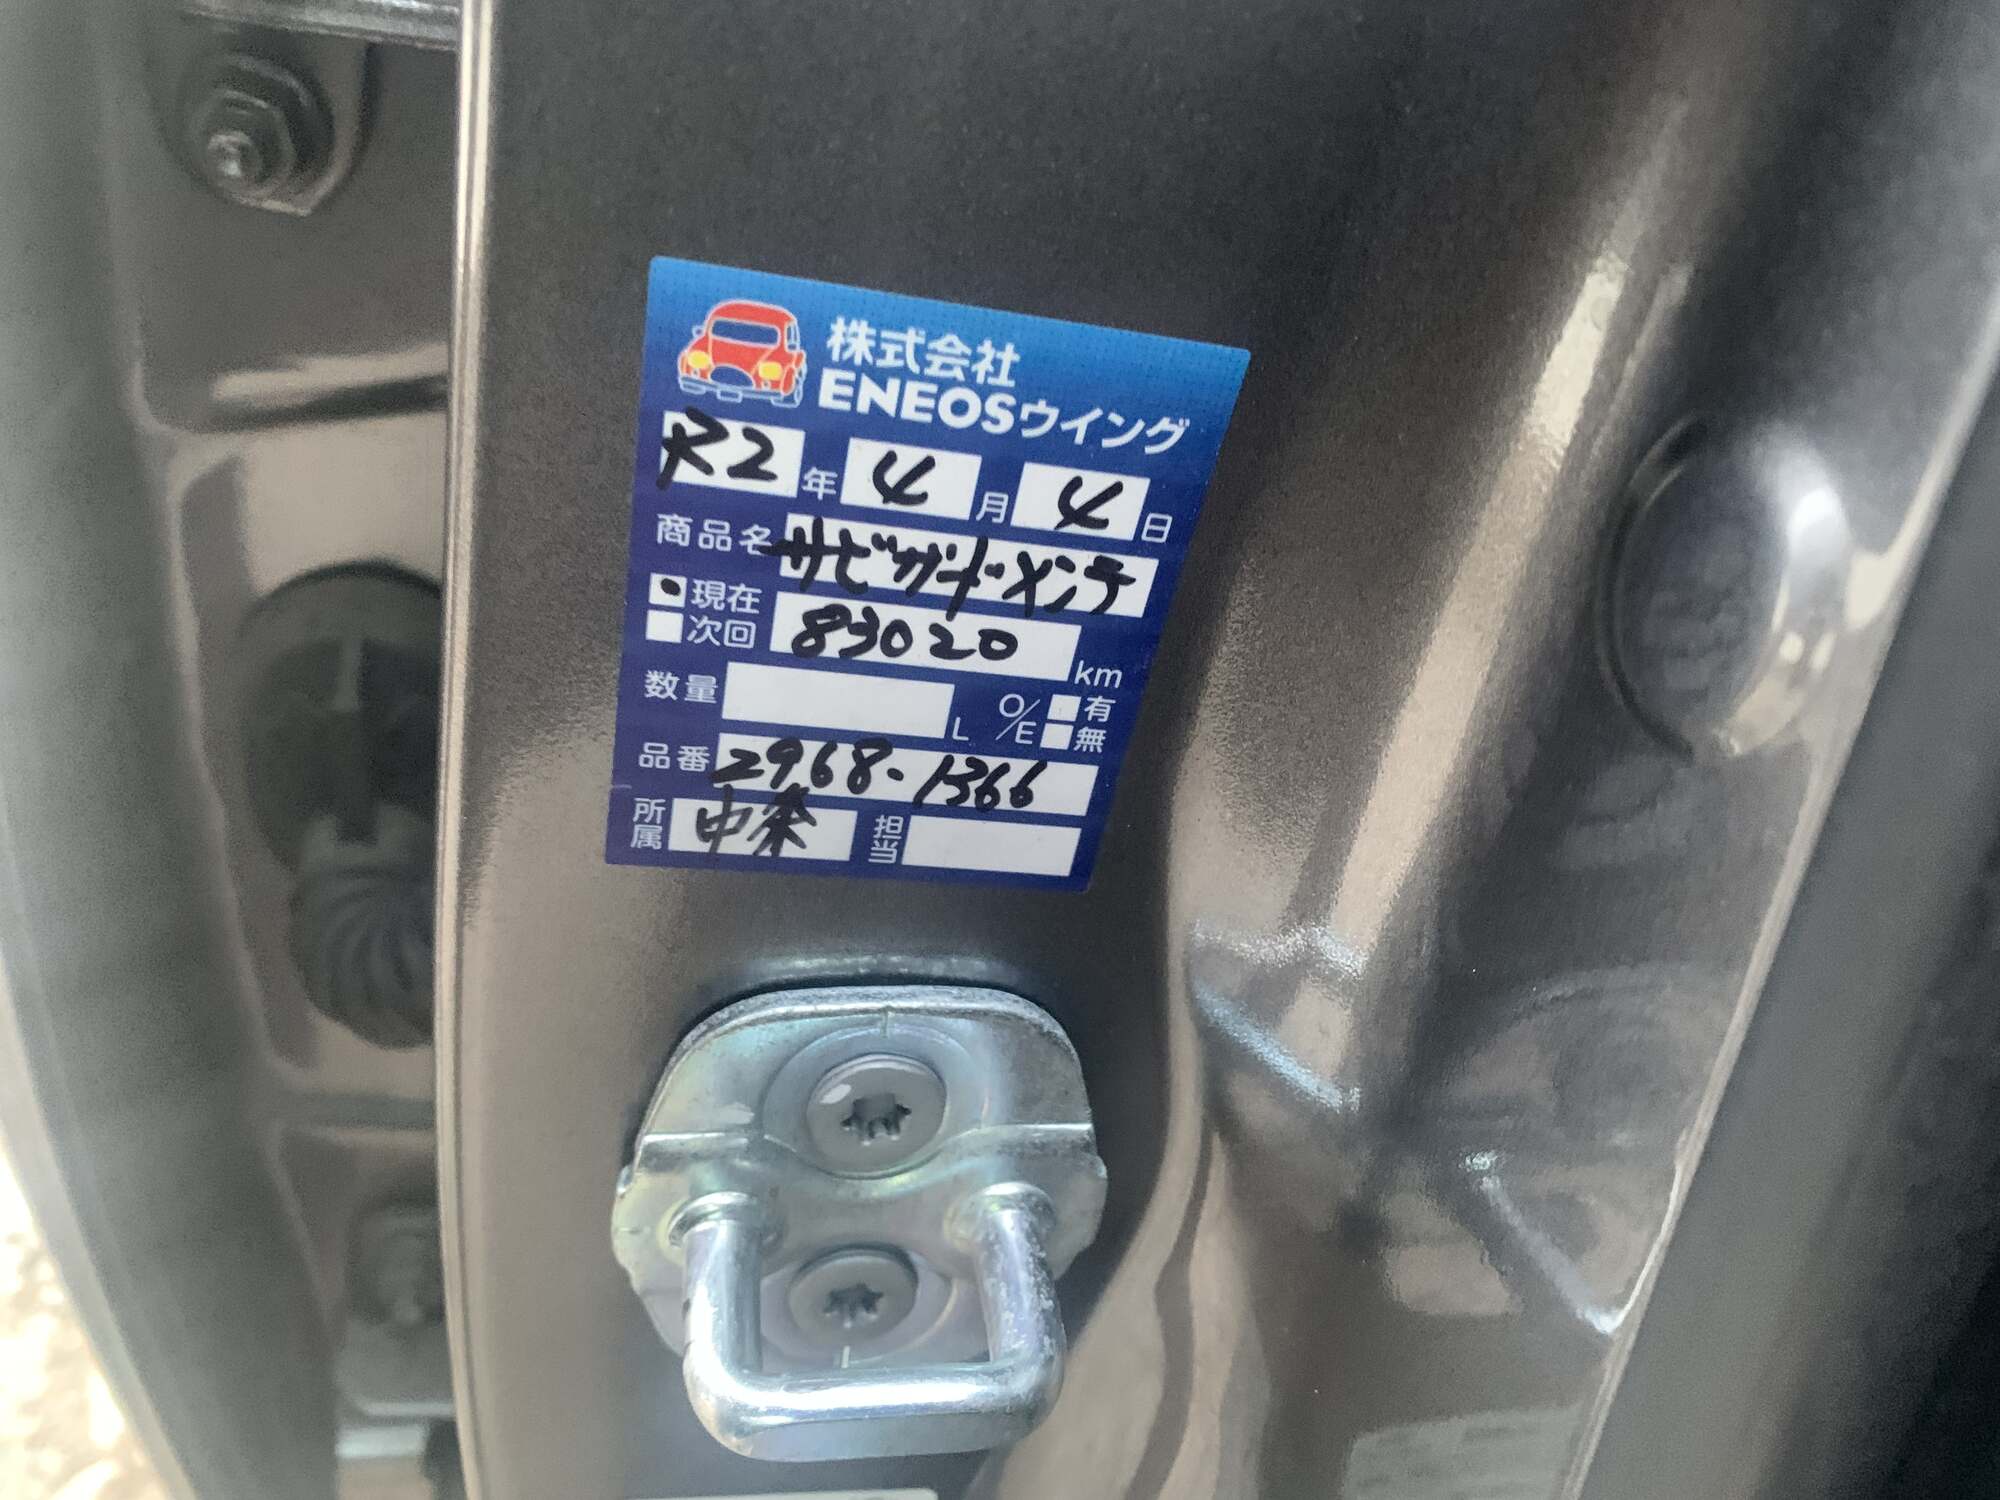 株式会社
ENEOSウイング
R2年4月4日
商品名 サビガードメンテ
現在
次回 83020 km
数量 L O/E 有 無
品番 2968-1366
所属 中条 担当